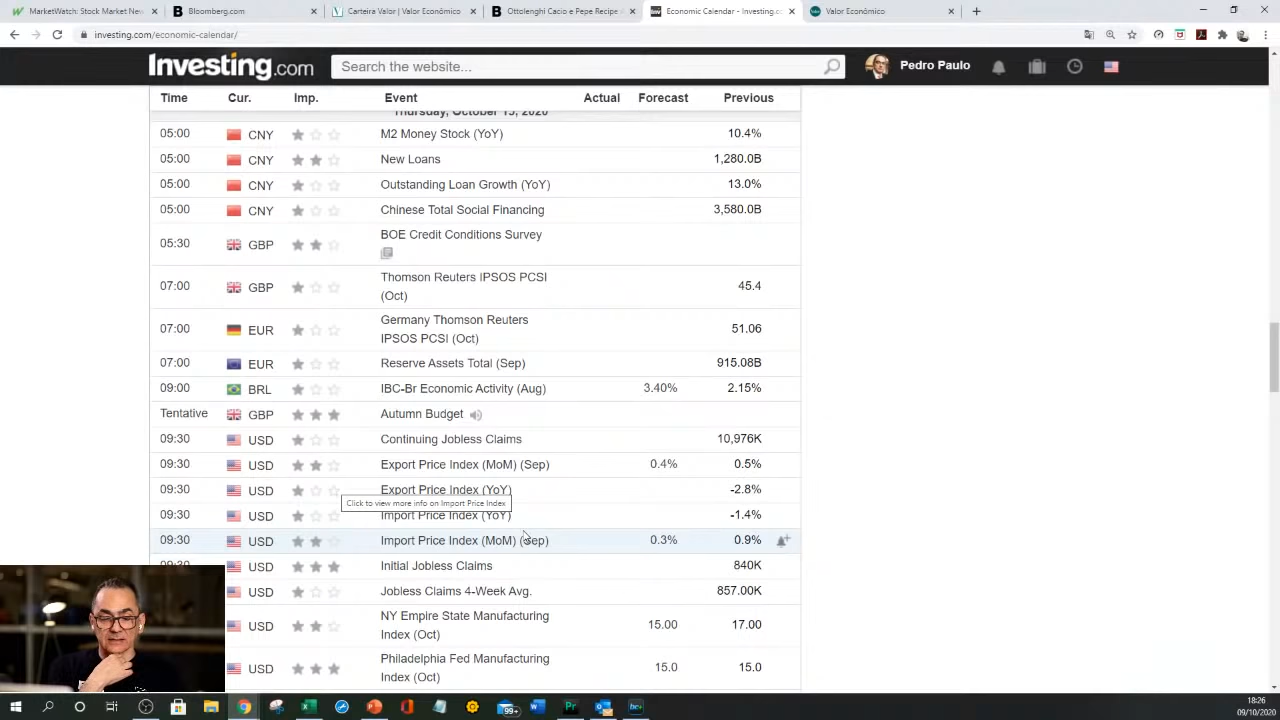 MarketWatch: Stock Market New
Bloomberg.com
Carteira Valor | Valor Econômico
Ottolenghi Cacio e Pepe Recipe
Economic Calendar - Investing.co
Valor Econômico
investing.com/economic-calendar/
Investing.com
Search the website...
Pedro Paulo
Time Cur. Imp. Event Actual Forecast Previous
Thursday, October 15, 2020
05:00 CNY M2 Money Stock (YoY) 10.4%
05:00 CNY New Loans 1,280.0B
05:00 CNY Outstanding Loan Growth (YoY) 13.0%
05:00 CNY Chinese Total Social Financing 3,580.0B
05:30 GBP BOE Credit Conditions Survey
07:00 GBP Thomson Reuters IPSOS PCSI
(Oct) 45.4
07:00 EUR Germany Thomson Reuters
IPSOS PCSI (Oct) 51.06
07:00 EUR Reserve Assets Total (Sep) 915.08B
09:00 BRL IBC-Br Economic Activity (Aug) 3.40% 2.15%
Tentative GBP Autumn Budget
09:30 USD Continuing Jobless Claims 10,976K
09:30 USD Export Price Index (MoM) (Sep) 0.4% 0.5%
09:30 USD Export Price Index (YoY) -2.8%
Click to view more info on Import Price Index
09:30 USD Import Price Index (YoY) -1.4%
09:30 USD Import Price Index (MoM) (Sep) 0.3% 0.9%
09:30 USD Initial Jobless Claims 840K
USD Jobless Claims 4-Week Avg. 857.00K
USD NY Empire State Manufacturing
Index (Oct) 15.00 17.00
USD Philadelphia Fed Manufacturing
Index (Oct) 15.0 15.0
99+
18:26
09/10/2020